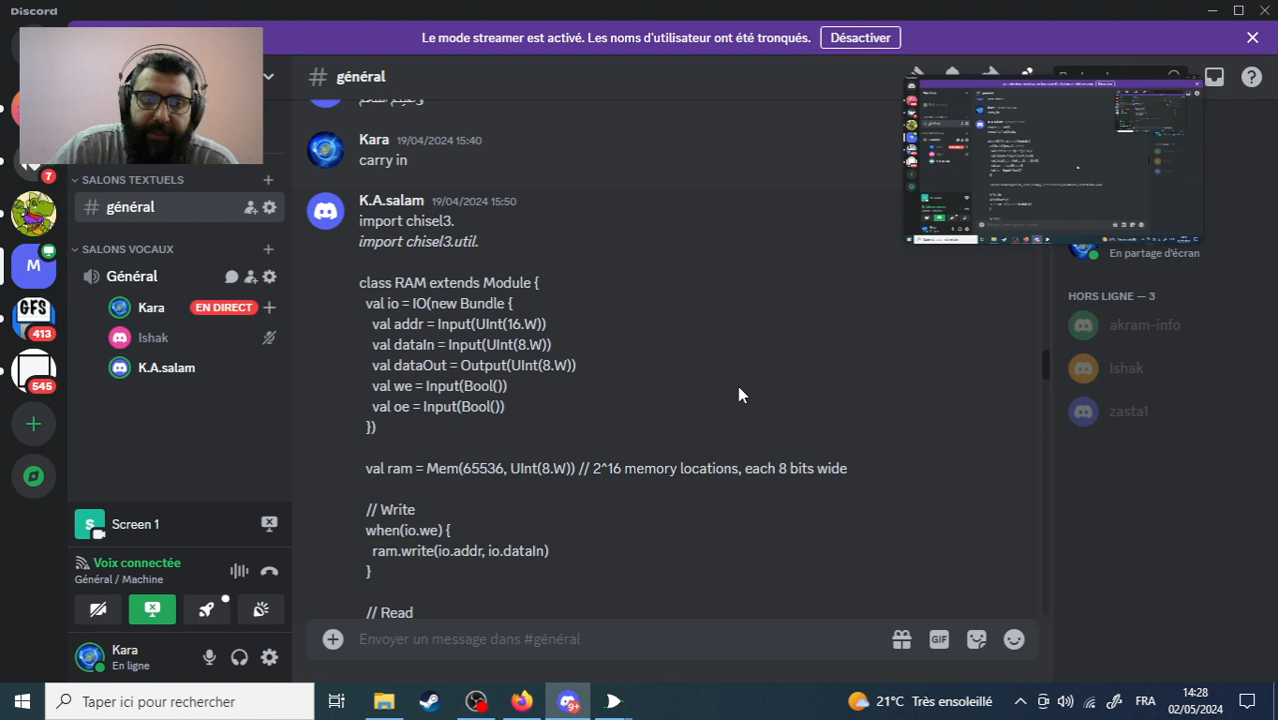 Discord
Le mode streamer est activé. Les noms d'utilisateur ont été tronqués.
Désactiver
# général
SALONS TEXTUELS
# général
SALONS VOCAUX
Général
Kara
EN DIRECT
Ishak
K.A.salam
7
M
GFS
413
545
S
Screen 1
Voix connectée
Général / Machine
Kara
En ligne
Kara 19/04/2024 15:40
carry in
K.A.salam 19/04/2024 15:50
import chisel3.
import chisel3.util.
class RAM extends Module {
val io = IO(new Bundle {
val addr = Input(UInt(16.W))
val dataIn = Input(UInt(8.W))
val dataOut = Output(UInt(8.W))
val we = Input(Bool())
val oe = Input(Bool())
})
val ram = Mem(65536, UInt(8.W)) // 2^16 memory locations, each 8 bits wide
// Write
when(io.we) {
ram.write(io.addr, io.dataIn)
}
// Read
Envoyer un message dans #général
GIF
En partage d'écran
HORS LIGNE — 3
akram-info
Ishak
zasta1
Taper ici pour rechercher
9+
21°C Très ensoleillé
FRA
14:28
02/05/2024